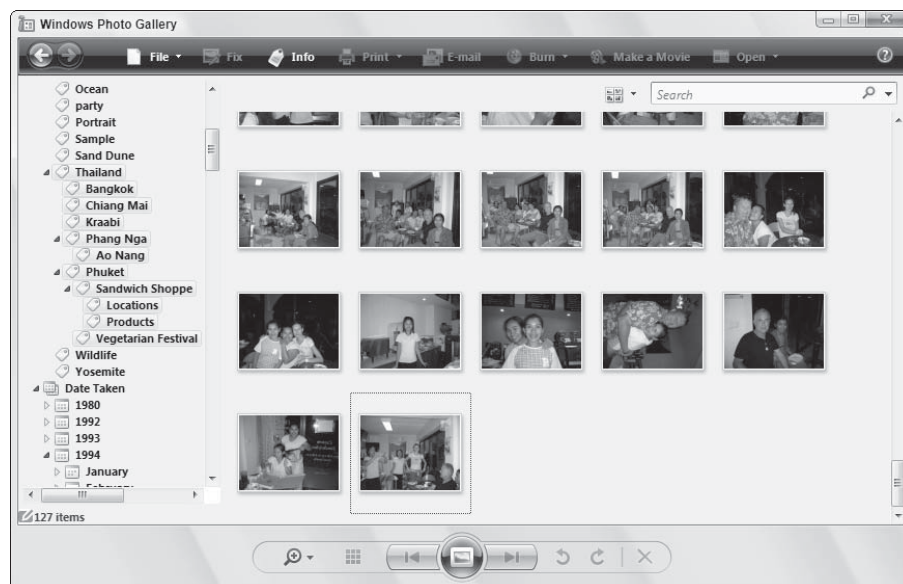 Windows Photo Gallery
File Fix Info Print E-mail Burn Make a Movie Open
Search
Ocean
party
Portrait
Sample
Sand Dune
Thailand
Bangkok
Chiang Mai
Kraabi
Phang Nga
Ao Nang
Phuket
Sandwich Shoppe
Locations
Products
Vegetarian Festival
Wildlife
Yosemite
Date Taken
1980
1992
1993
1994
January
127 items